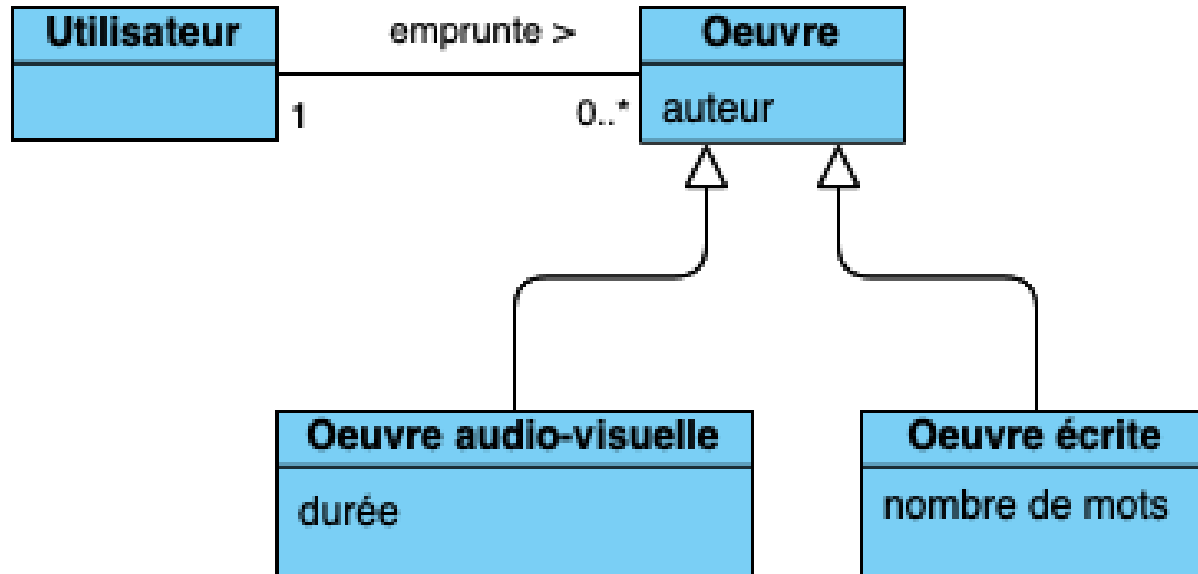 Utilisateur
emprunte >
Oeuvre
1
0..*
auteur
Oeuvre audio-visuelle
durée
Oeuvre écrite
nombre de mots